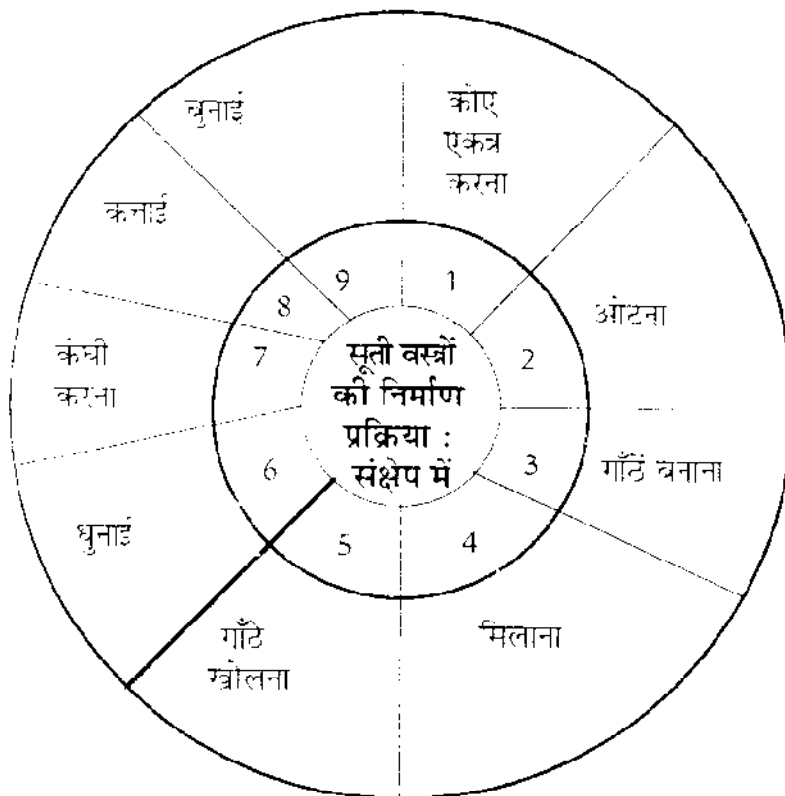 सूती वस्त्रों
की निर्माण
प्रक्रिया :
संक्षेप में
1
कोए
एकत्र
करना
2
ओटना
3
गाँठें बनाना
4
मिलाना
5
गाँठें
खोलना
6
धुनाई
7
कंघी
करना
8
कताई
9
बुनाई